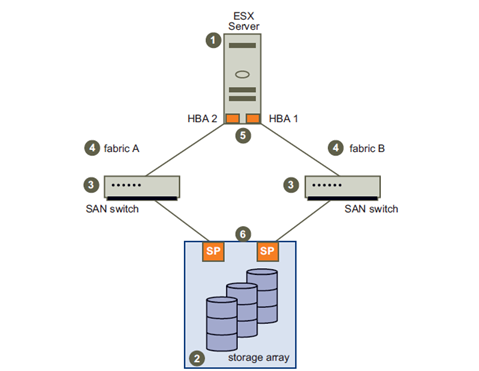 ESX
Server
1
HBA 2
HBA 1
5
4 fabric A
4 fabric B
3
3
SAN switch
SAN switch
6
SP
SP
2
storage array